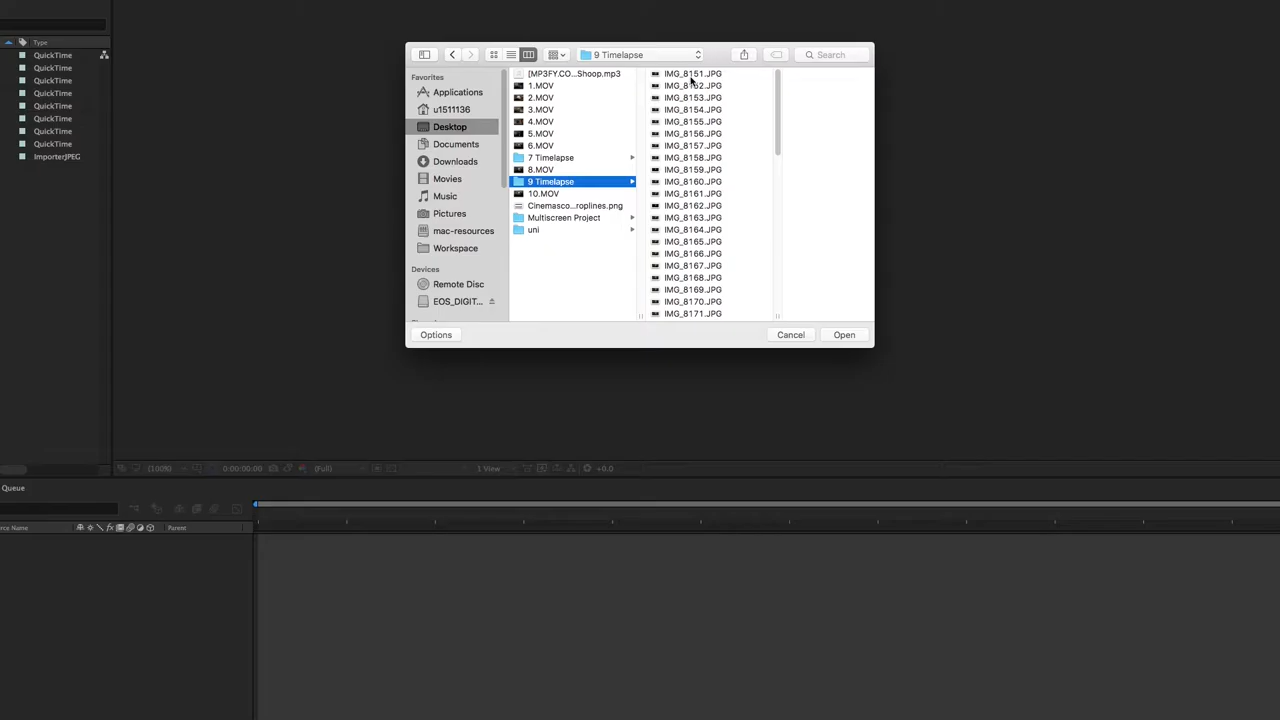 Type
QuickTime
QuickTime
QuickTime
QuickTime
QuickTime
QuickTime
QuickTime
QuickTime
ImporterJPEG
9 Timelapse
Search
Favorites
Applications
u1511136
Desktop
Documents
Downloads
Movies
Music
Pictures
mac-resources
Workspace
Devices
Remote Disc
EOS_DIGIT...
[MP3FY.CO...Shoop.mp3
1.MOV
2.MOV
3.MOV
4.MOV
5.MOV
6.MOV
7 Timelapse
8.MOV
9 Timelapse
10.MOV
Cinemasco...roplines.png
Multiscreen Project
uni
IMG_8151.JPG
IMG_8152.JPG
IMG_8153.JPG
IMG_8154.JPG
IMG_8155.JPG
IMG_8156.JPG
IMG_8157.JPG
IMG_8158.JPG
IMG_8159.JPG
IMG_8160.JPG
IMG_8161.JPG
IMG_8162.JPG
IMG_8163.JPG
IMG_8164.JPG
IMG_8165.JPG
IMG_8166.JPG
IMG_8167.JPG
IMG_8168.JPG
IMG_8169.JPG
IMG_8170.JPG
IMG_8171.JPG
Options
Cancel
Open
(100%)
0:00:00:00
(Full)
1 View
+0.0
Queue
rce Name
Parent